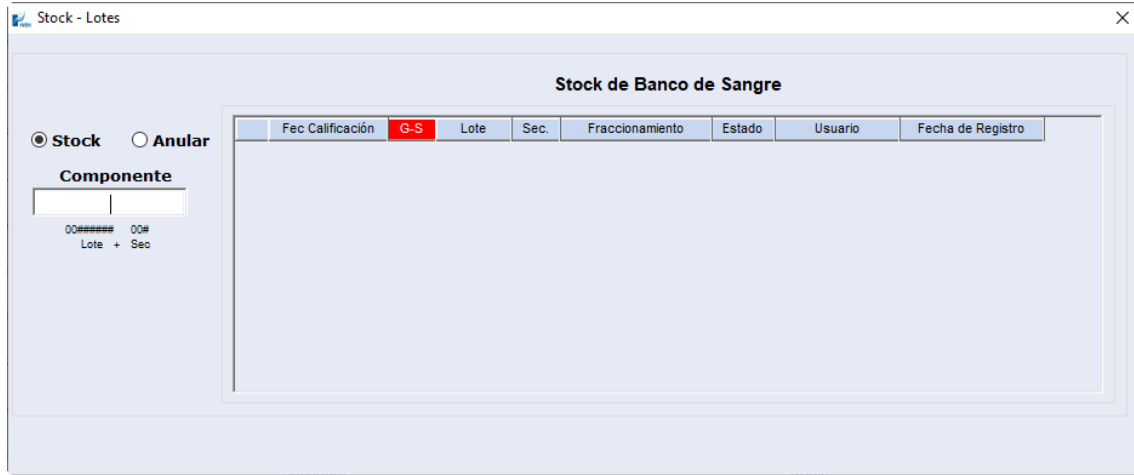 Stock - Lotes
Stock de Banco de Sangre
Stock Anular
Componente
00###### 00#
Lote + Sec
Fec Calificación G-S Lote Sec. Fraccionamiento Estado Usuario Fecha de Registro